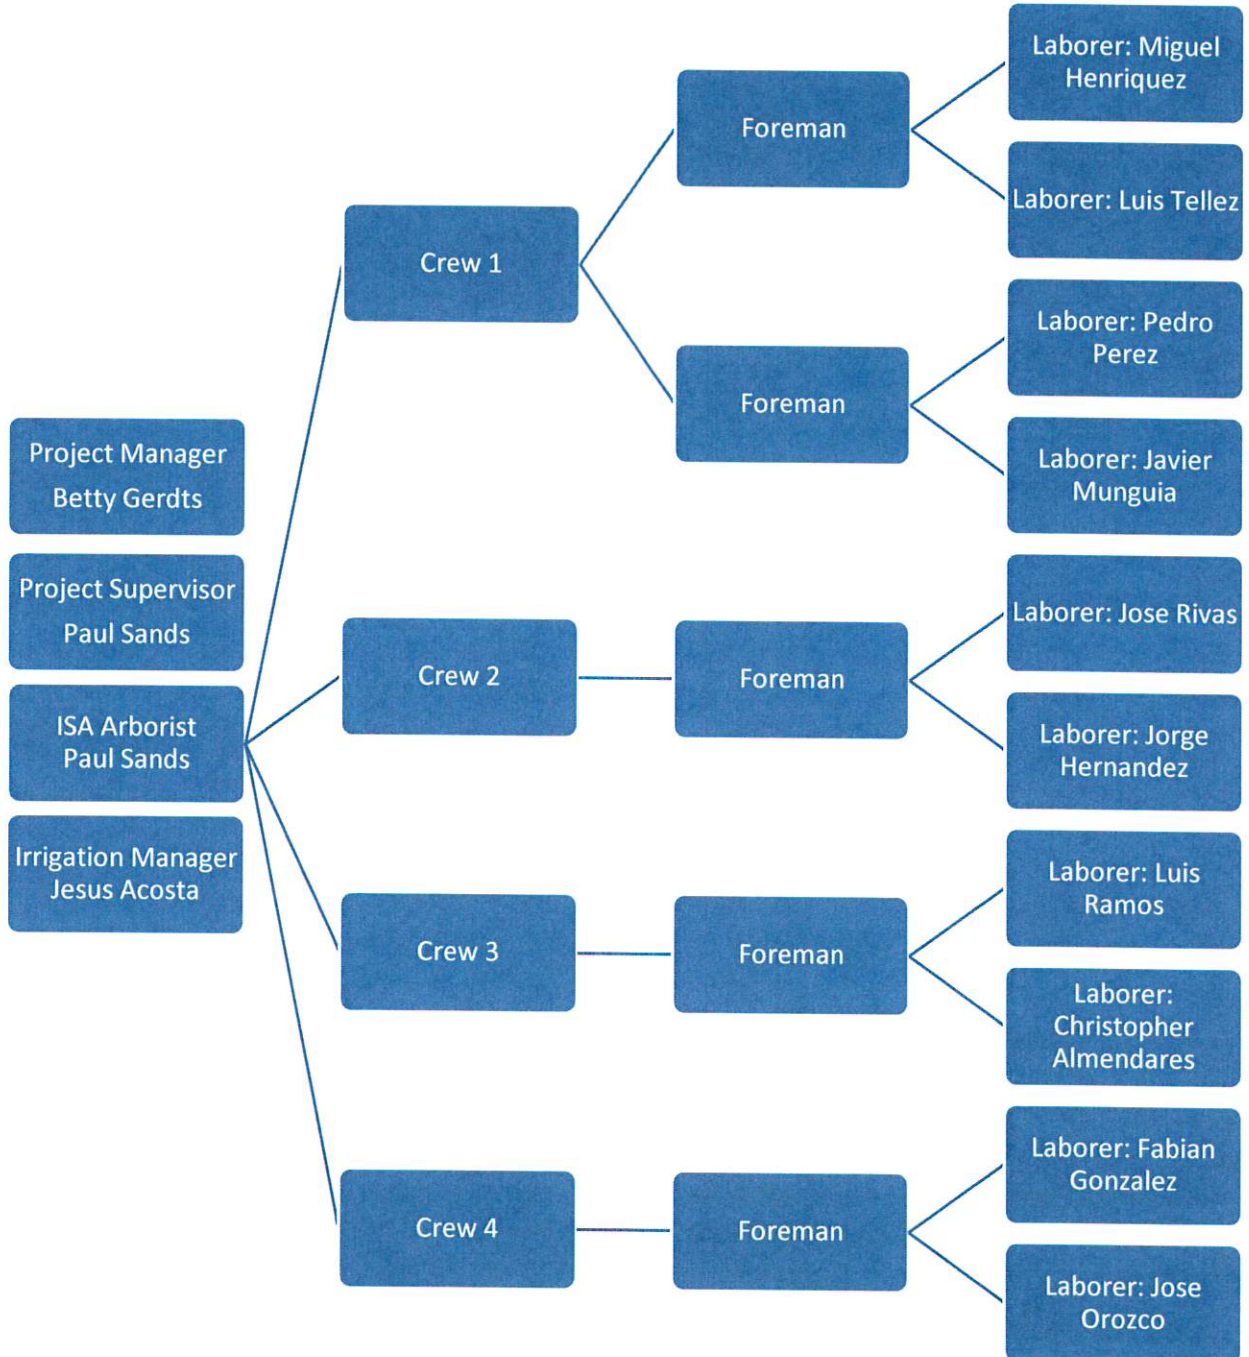 Project Manager
Betty Gerdts
Project Supervisor
Paul Sands
ISA Arborist
Paul Sands
Irrigation Manager
Jesus Acosta
Crew 1
Foreman
Laborer: Miguel
Henriquez
Laborer: Luis Tellez
Foreman
Laborer: Pedro
Perez
Laborer: Javier
Munguia
Crew 2
Foreman
Laborer: Jose Rivas
Laborer: Jorge
Hernandez
Crew 3
Foreman
Laborer: Luis
Ramos
Laborer:
Christopher
Almendares
Crew 4
Foreman
Laborer: Fabian
Gonzalez
Laborer: Jose
Orozco